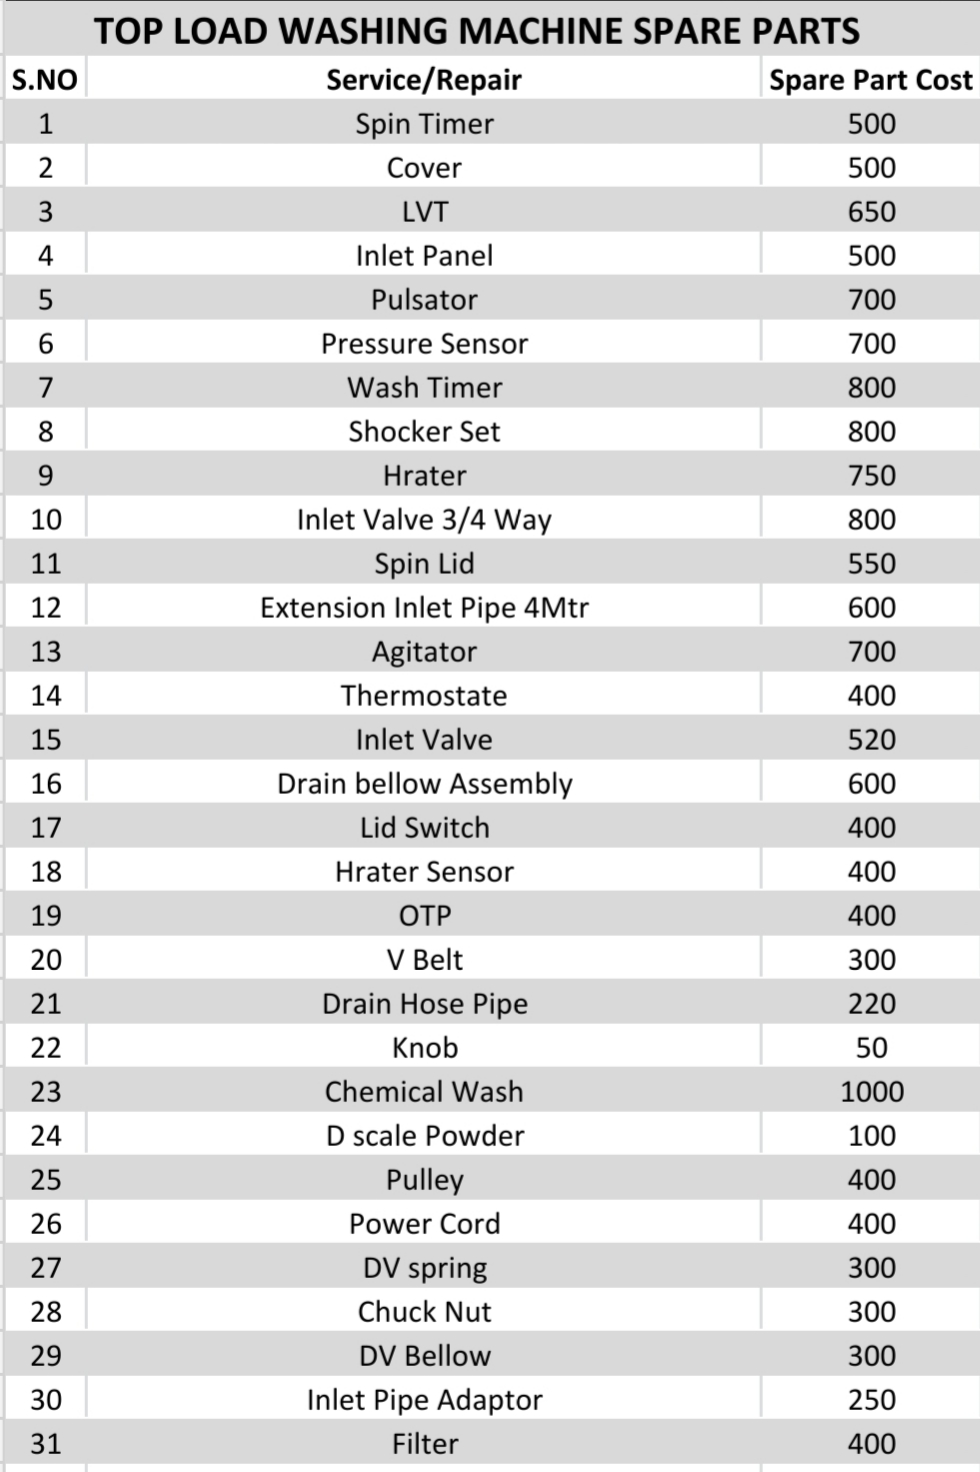 TOP LOAD WASHING MACHINE SPARE PARTS
S.NO Service/Repair Spare Part Cost
1 Spin Timer 500
2 Cover 500
3 LVT 650
4 Inlet Panel 500
5 Pulsator 700
6 Pressure Sensor 700
7 Wash Timer 800
8 Shocker Set 800
9 Hrater 750
10 Inlet Valve 3/4 Way 800
11 Spin Lid 550
12 Extension Inlet Pipe 4Mtr 600
13 Agitator 700
14 Thermostate 400
15 Inlet Valve 520
16 Drain bellow Assembly 600
17 Lid Switch 400
18 Hrater Sensor 400
19 OTP 400
20 V Belt 300
21 Drain Hose Pipe 220
22 Knob 50
23 Chemical Wash 1000
24 D scale Powder 100
25 Pulley 400
26 Power Cord 400
27 DV spring 300
28 Chuck Nut 300
29 DV Bellow 300
30 Inlet Pipe Adaptor 250
31 Filter 400